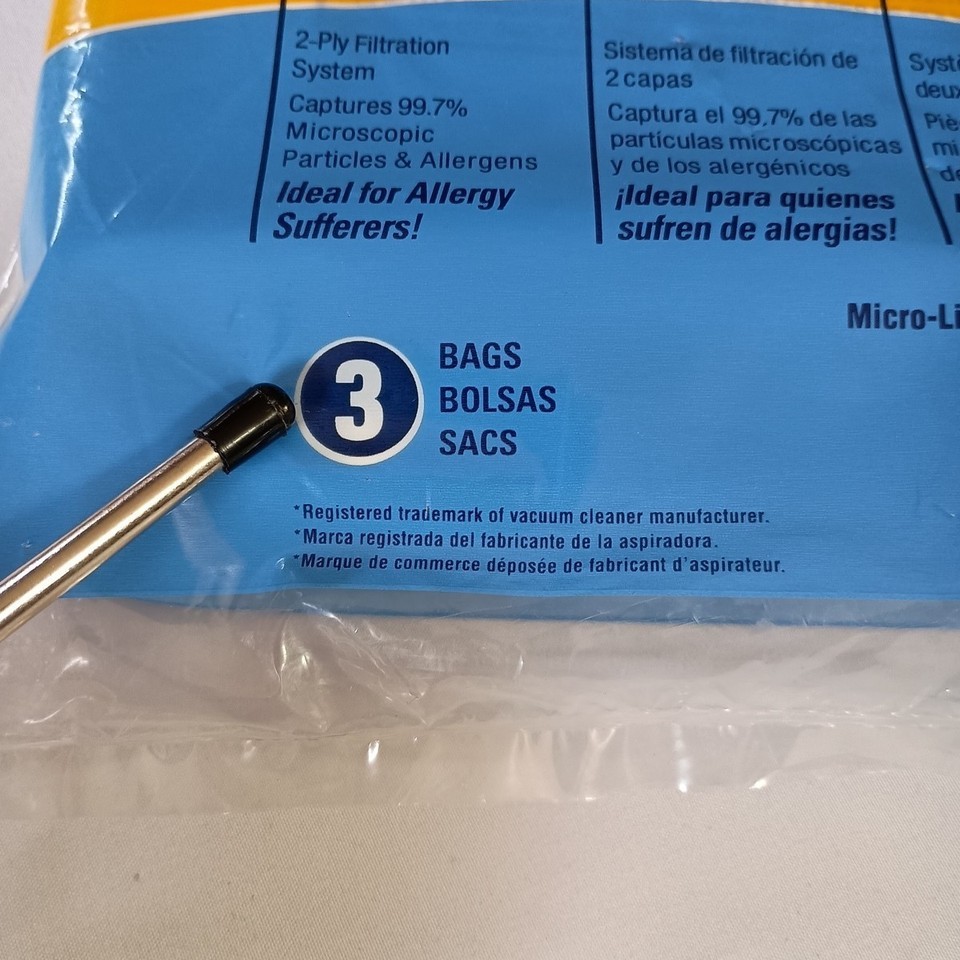 2-Ply Filtration
System
Captures 99.7%
Microscopic
Particles & Allergens
Ideal for Allergy
Sufferers!
Sistema de filtración de
2 capas
Captura el 99,7% de las
partículas microscópicas
y de los alergénicos
¡Ideal para quienes
sufren de alergias!
deux
Micro-Li
3
BAGS
BOLSAS
SACS
*Registered trademark of vacuum cleaner manufacturer.
*Marca registrada del fabricante de la aspiradora.
*Marque de commerce déposée de fabricant d'aspirateur.